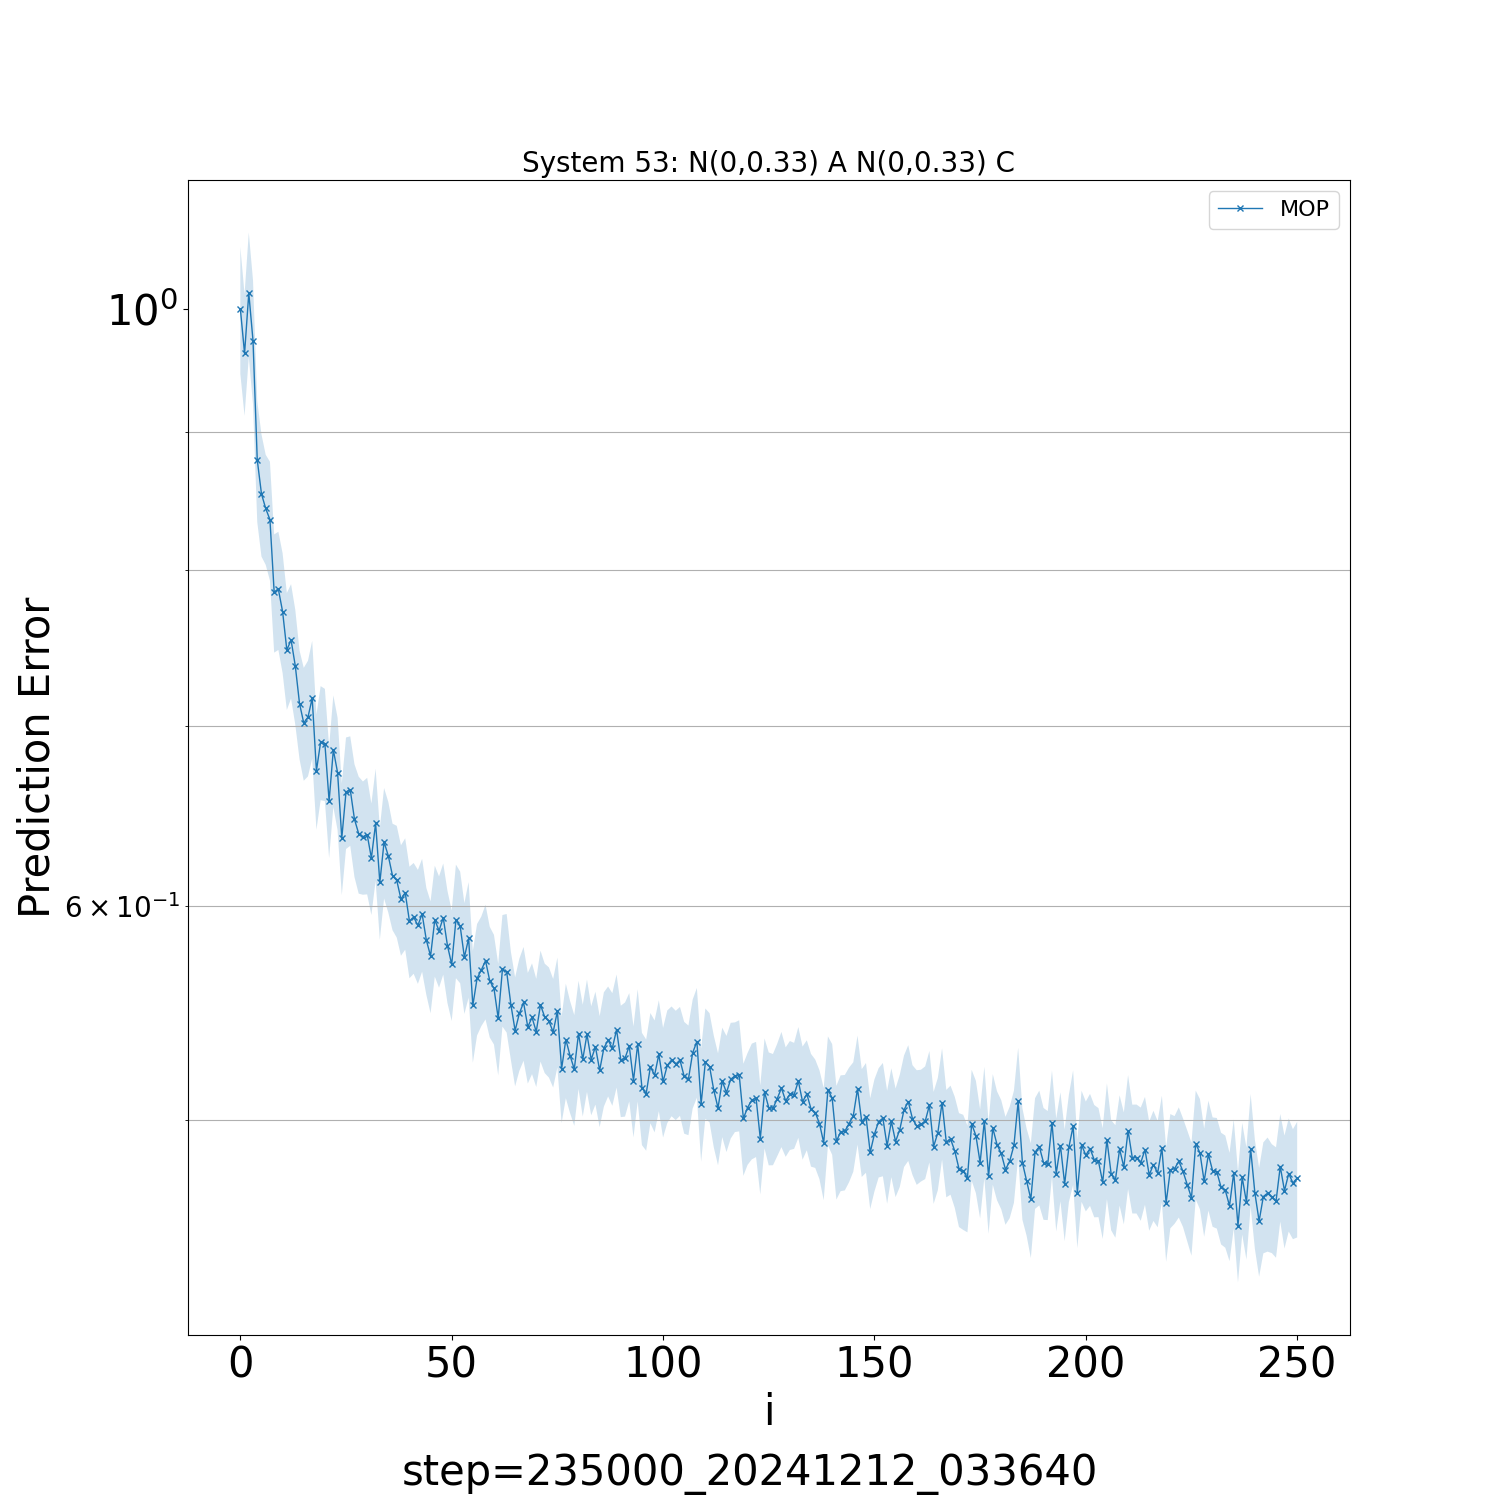 System 53: N(0,0.33) A N(0,0.33) C
MOP
10⁰
6 × 10⁻¹
Prediction Error
0 50 100 150 200 250
i
step=235000_20241212_033640